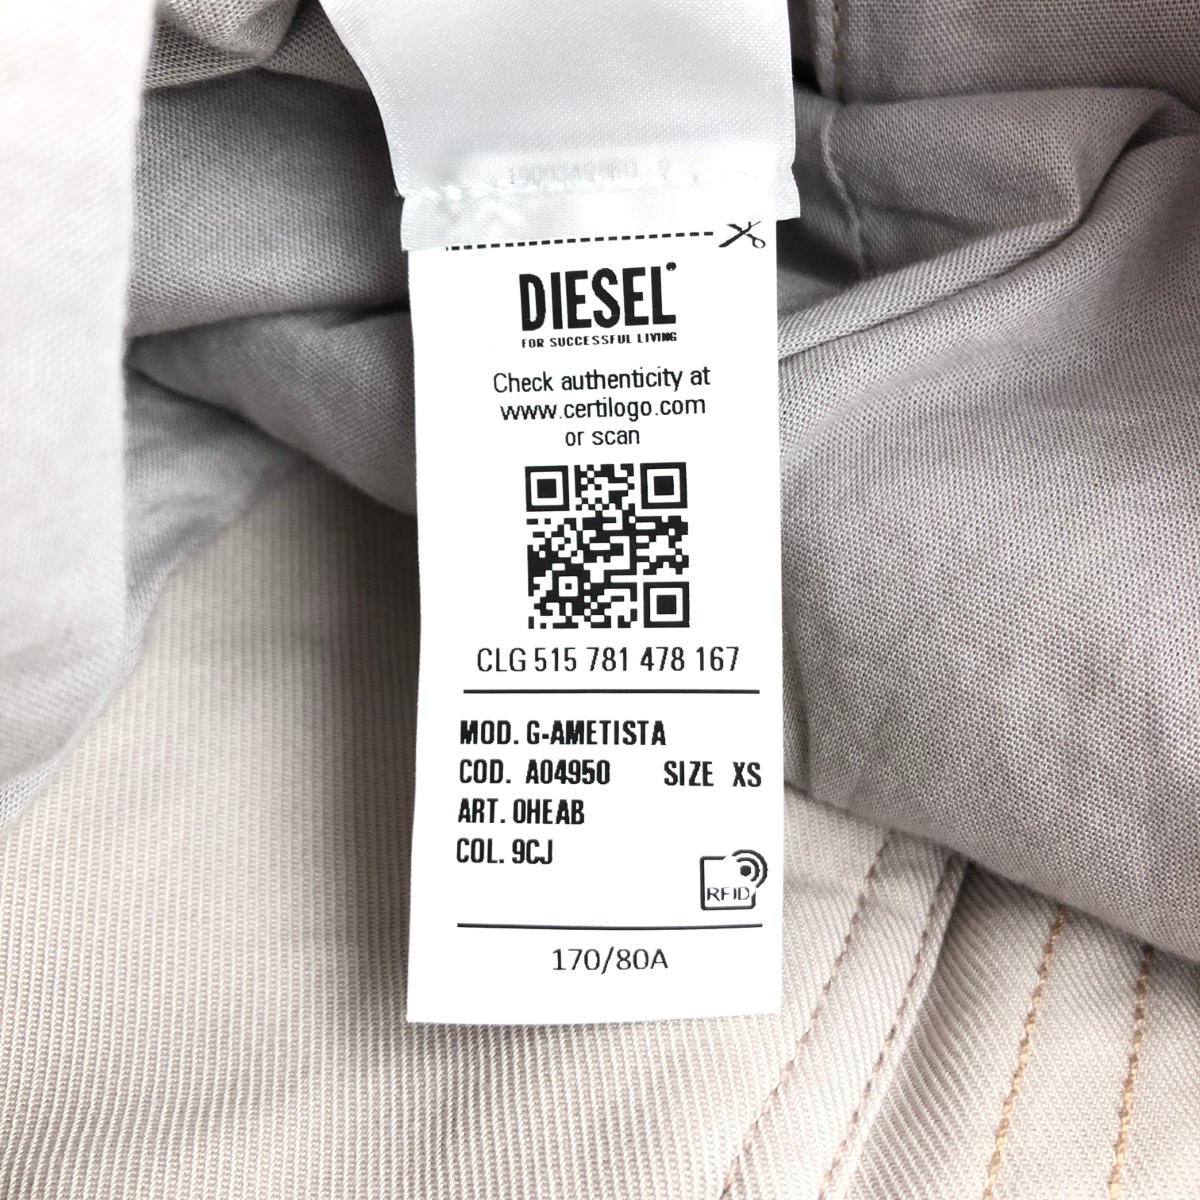 DIESEL
FOR SUCCESSFUL LIVING
Check authenticity at
www.certilogo.com
or scan
CLG 515 781 478 167
MOD. G-AMETISTA
COD. A04950 SIZE XS
ART. 0HEAB
COL. 9CJ
RFID
170/80A